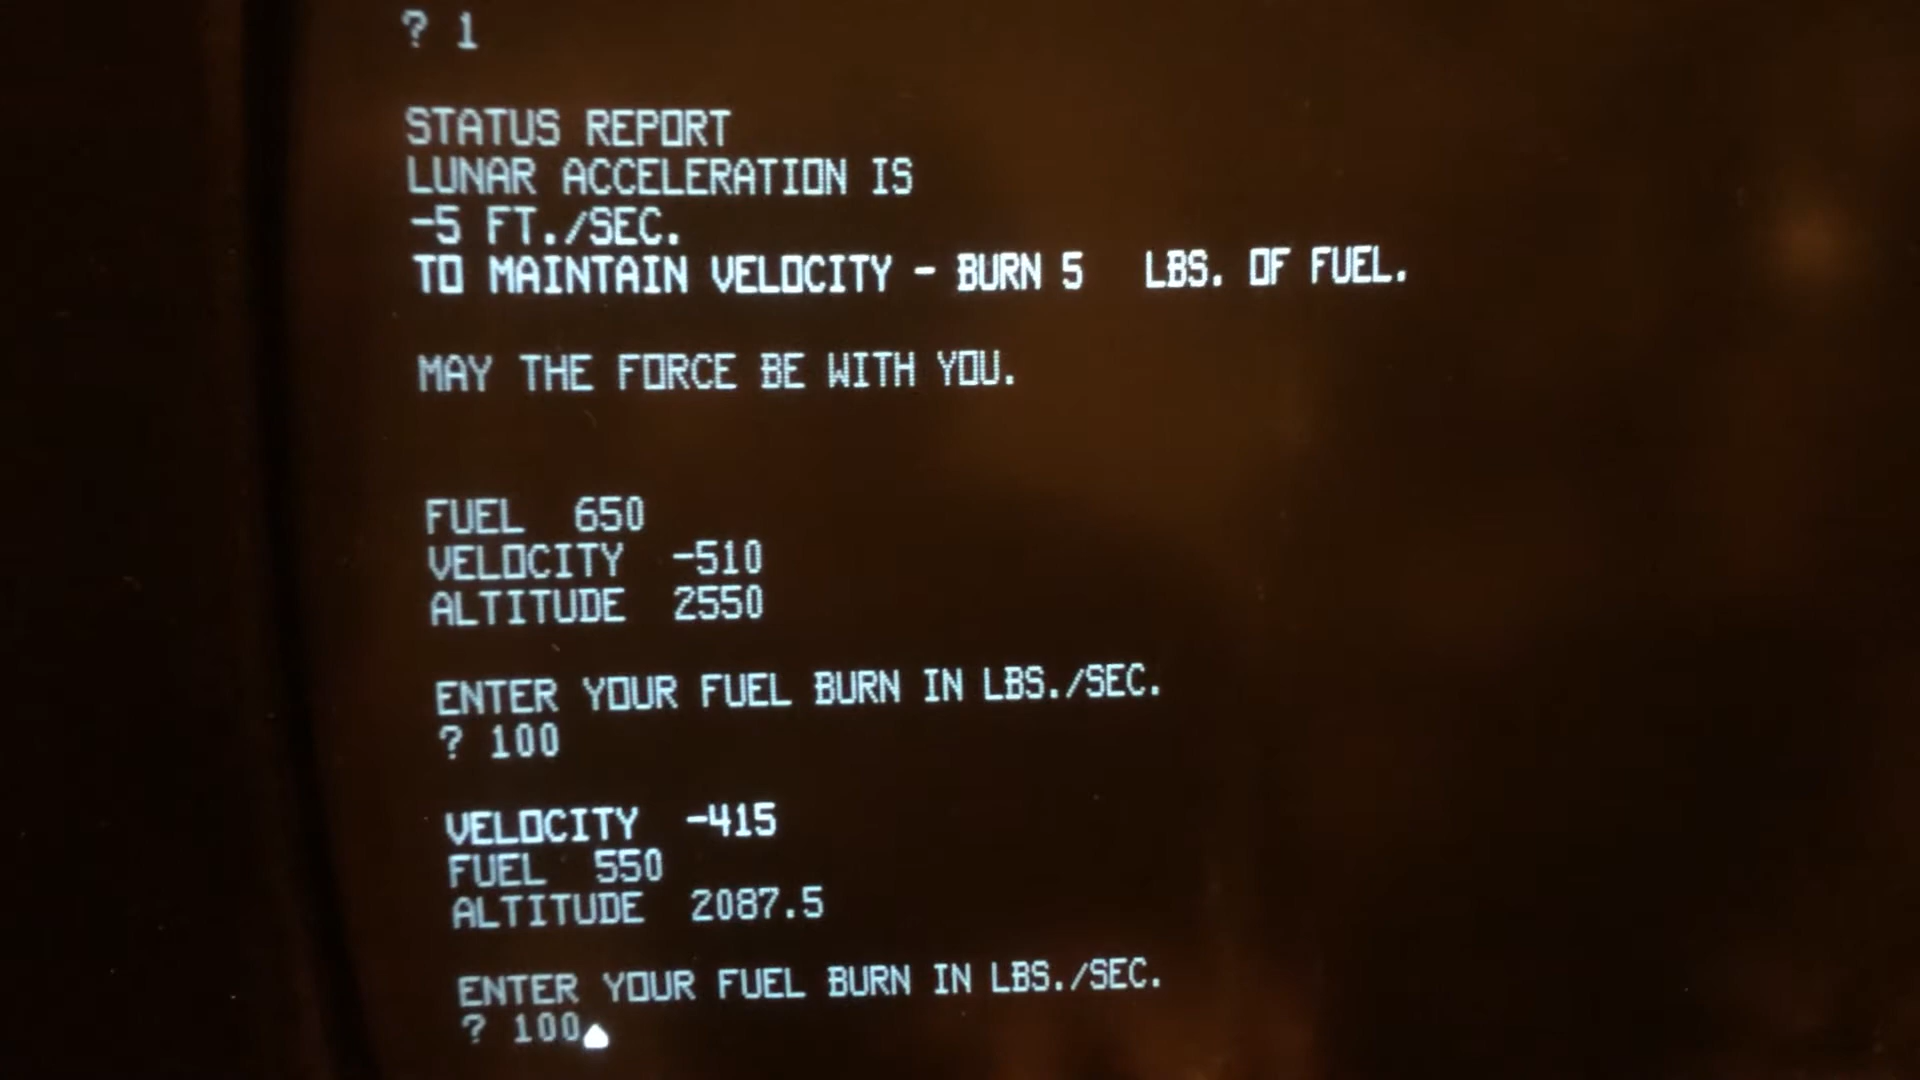 ? 1
STATUS REPORT
LUNAR ACCELERATION IS
-5 FT./SEC.
TO MAINTAIN VELOCITY - BURN 5 LBS. OF FUEL.
MAY THE FORCE BE WITH YOU.
FUEL 650
VELOCITY -510
ALTITUDE 2550
ENTER YOUR FUEL BURN IN LBS./SEC.
? 100
VELOCITY -415
FUEL 550
ALTITUDE 2087.5
ENTER YOUR FUEL BURN IN LBS./SEC.
? 100